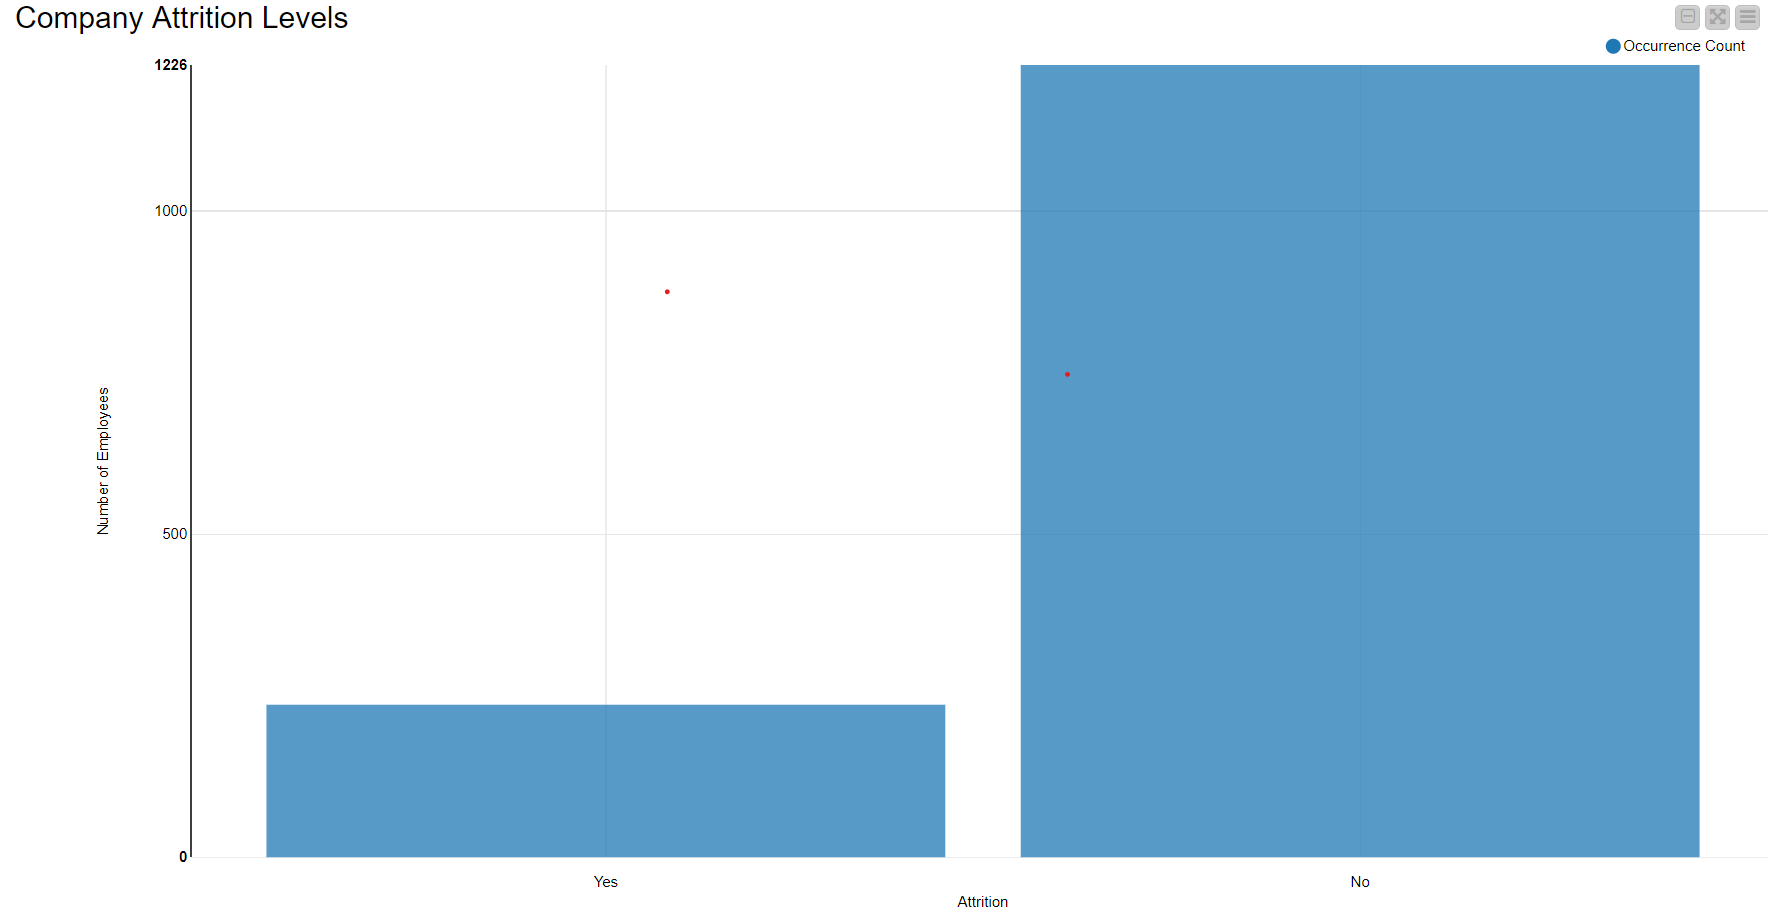 Company Attrition Levels
Occurrence Count
1226
1000
500
0
Number of Employees
Yes
No
Attrition